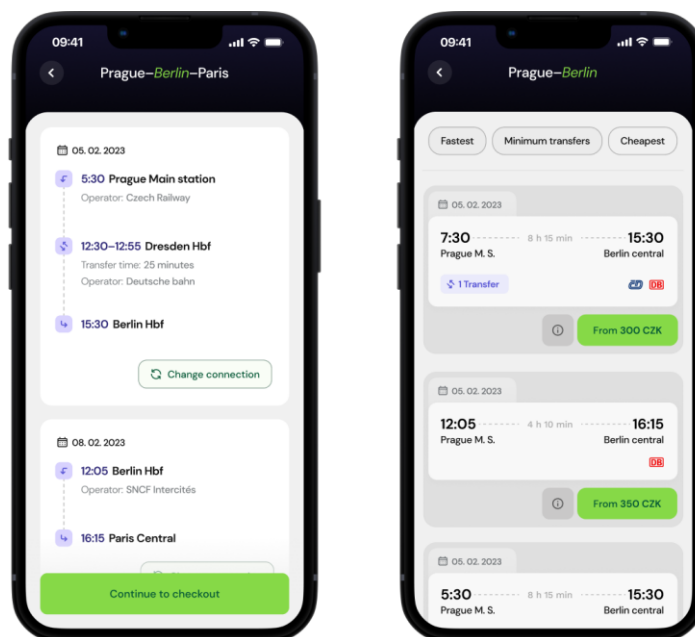 09:41
Prague–Berlin–Paris
05. 02. 2023
5:30 Prague Main station
Operator: Czech Railway
12:30–12:55 Dresden Hbf
Transfer time: 25 minutes
Operator: Deutsche bahn
15:30 Berlin Hbf
Change connection
08. 02. 2023
12:05 Berlin Hbf
Operator: SNCF Intercités
16:15 Paris Central
Continue to checkout
09:41
Prague–Berlin
Fastest
Minimum transfers
Cheapest
05. 02. 2023
7:30 8 h 15 min 15:30
Prague M. S. Berlin central
1 Transfer
ČD DB
From 300 CZK
05. 02. 2023
12:05 4 h 10 min 16:15
Prague M. S. Berlin central
DB
From 350 CZK
05. 02. 2023
5:30 8 h 15 min 15:30
Prague M. S. Berlin central